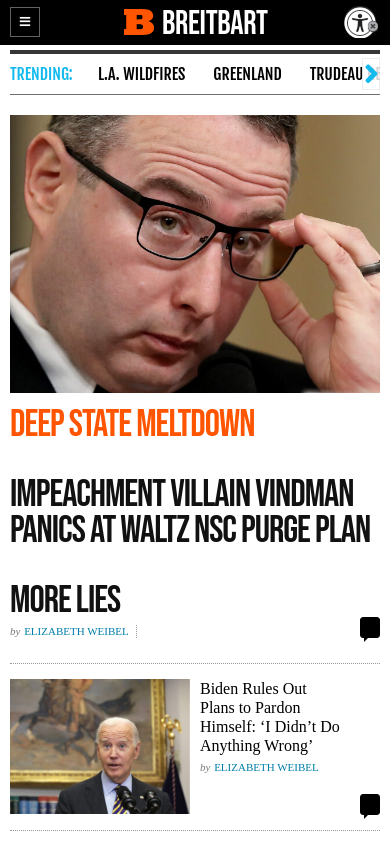 BREITBART
TRENDING: L.A. WILDFIRES GREENLAND TRUDEAU
DEEP STATE MELTDOWN
IMPEACHMENT VILLAIN VINDMAN
PANICS AT WALTZ NSC PURGE PLAN
MORE LIES
by ELIZABETH WEIBEL
Biden Rules Out
Plans to Pardon
Himself: ‘I Didn’t Do
Anything Wrong’
by ELIZABETH WEIBEL